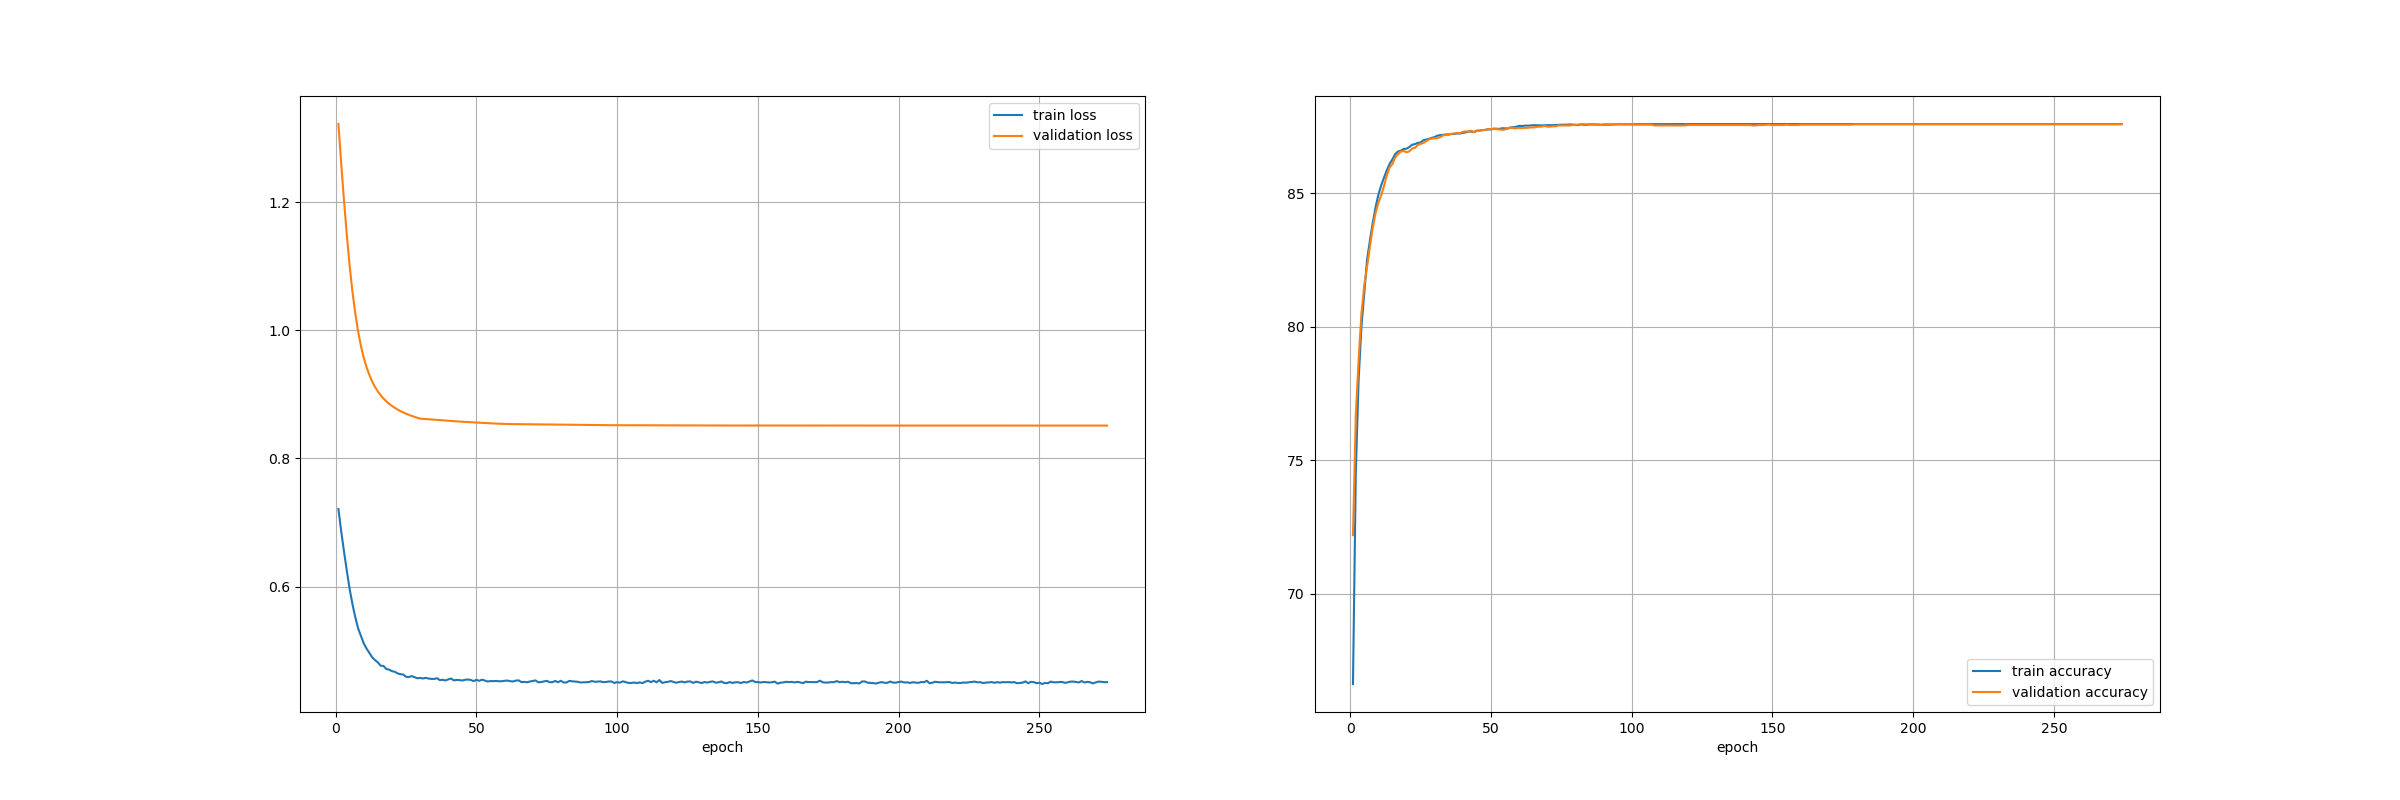 train loss
validation loss
1.2
1.0
0.8
0.6
0 50 100 150 200 250
epoch
85
80
75
70
train accuracy
validation accuracy
0 50 100 150 200 250
epoch